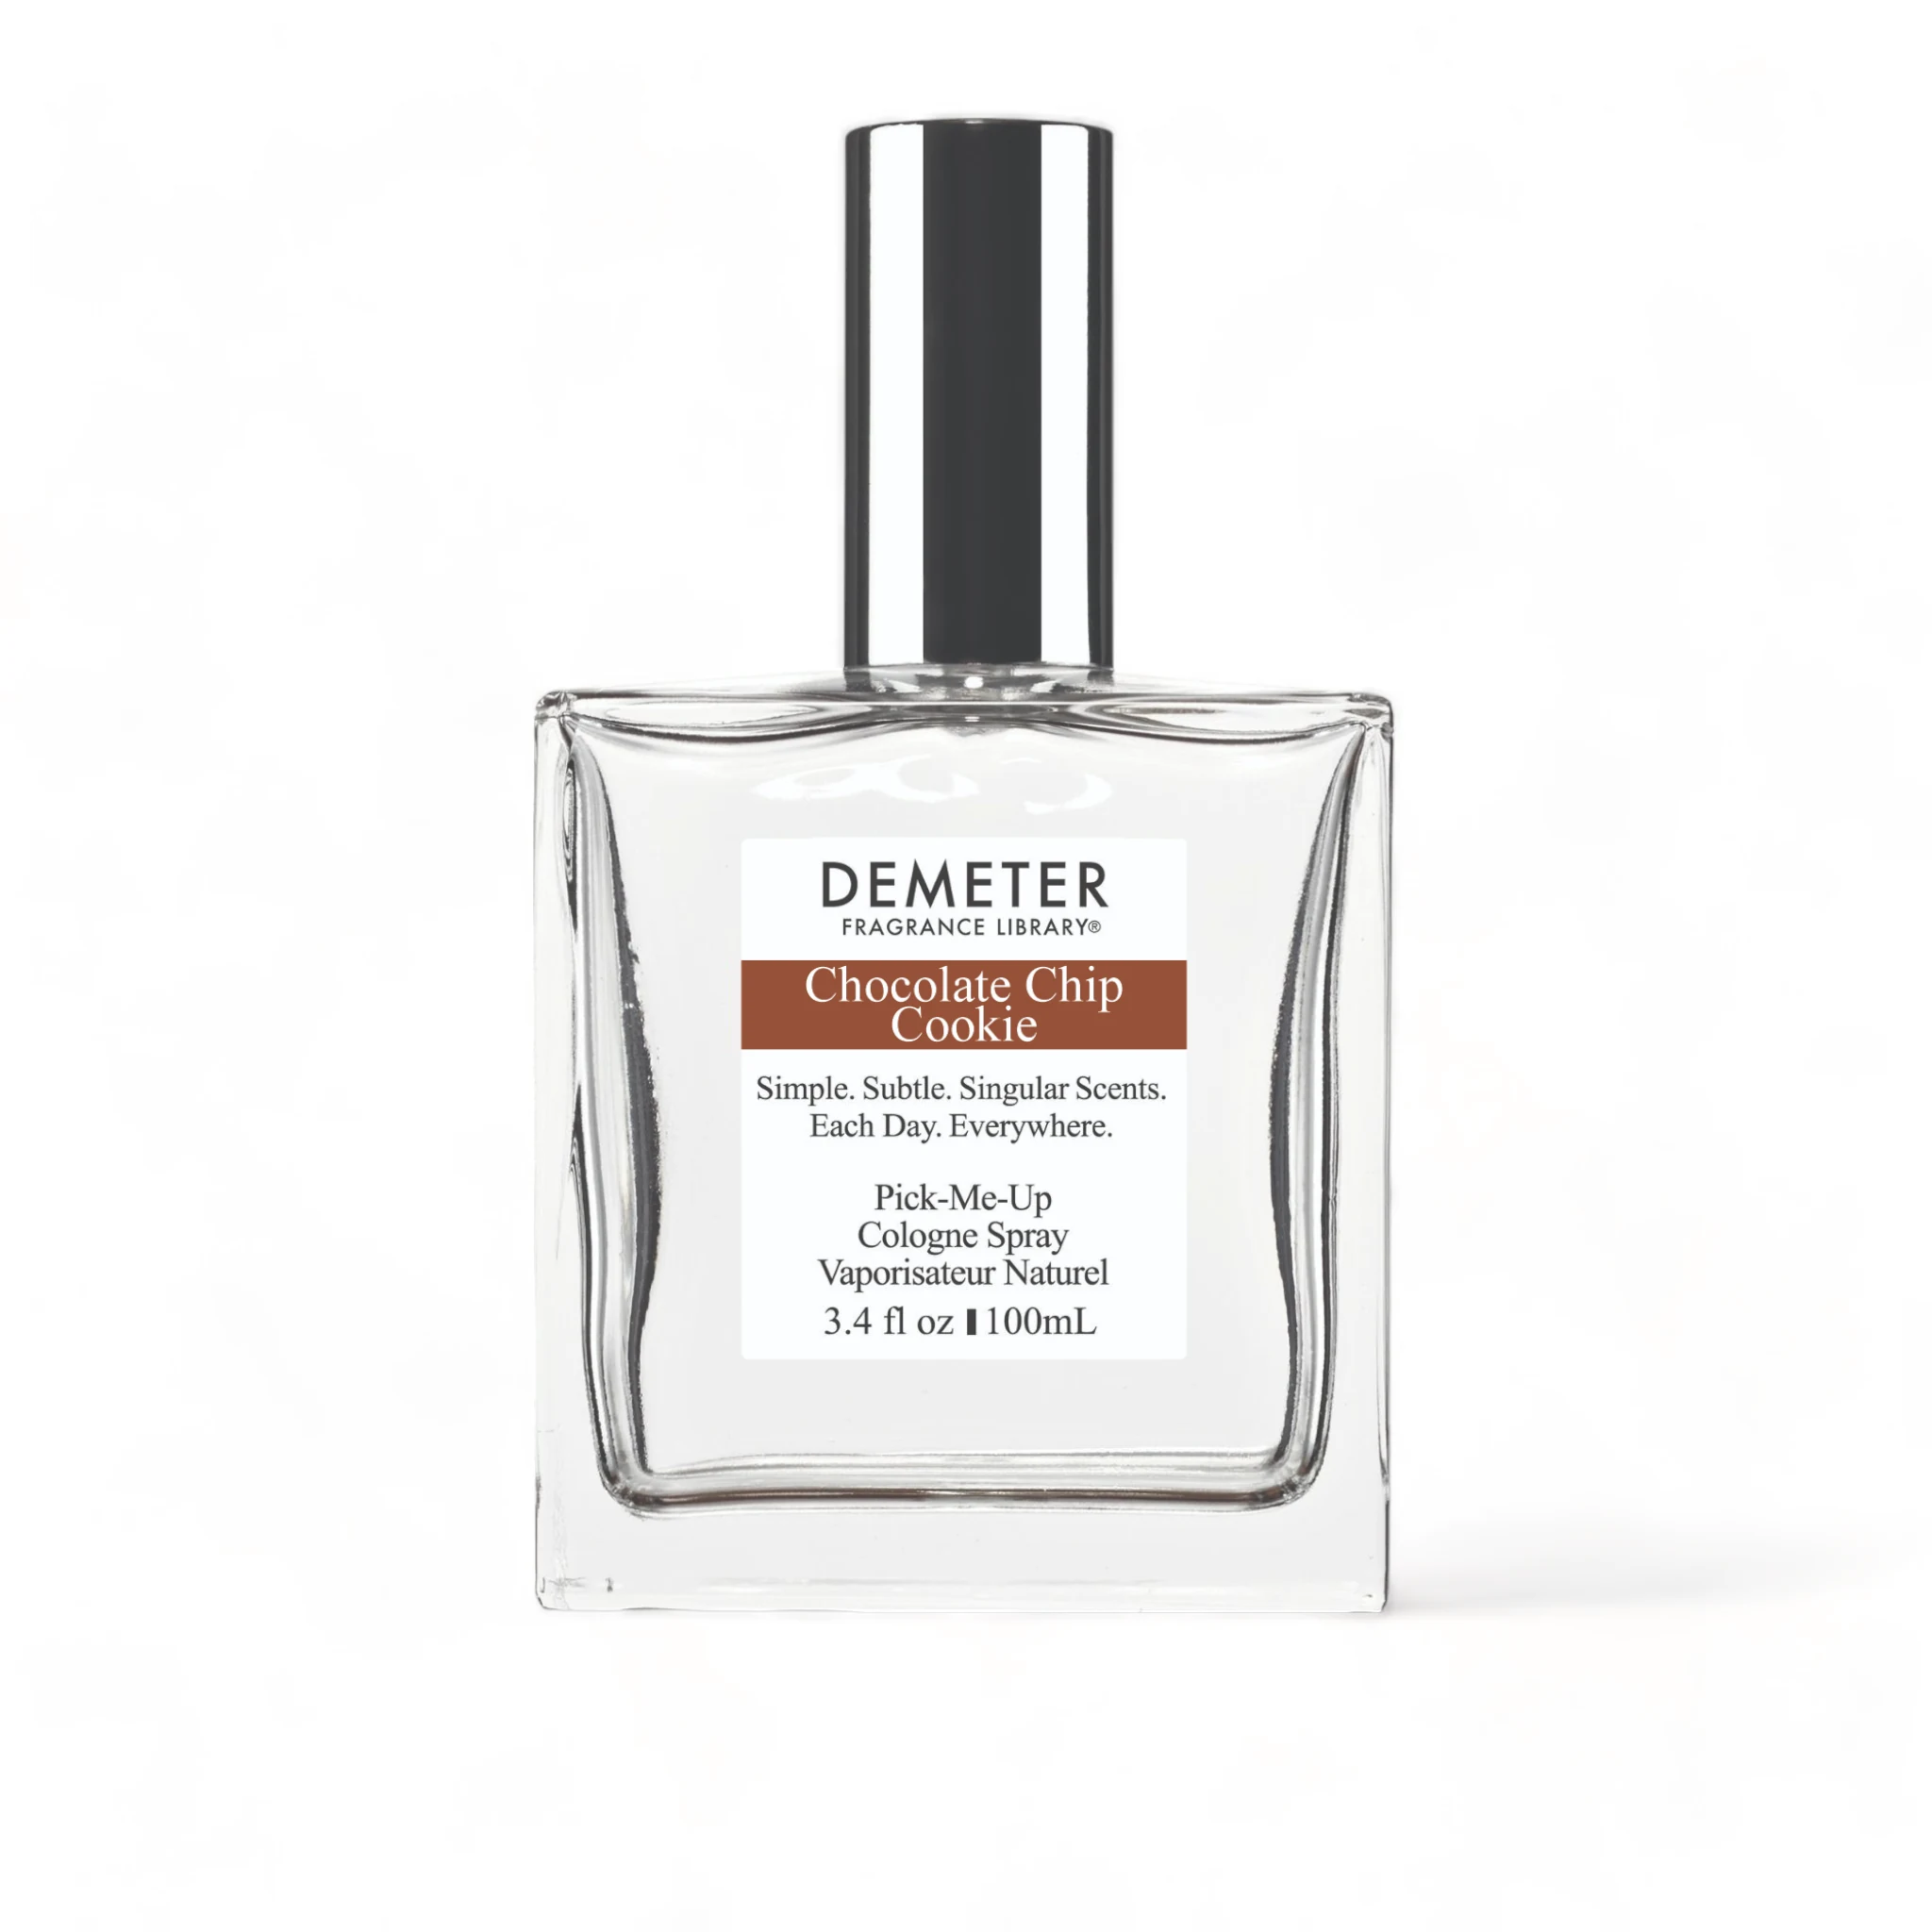 DEMETER
FRAGRANCE LIBRARY®
Chocolate Chip
Cookie
Simple. Subtle. Singular Scents.
Each Day. Everywhere.
Pick-Me-Up
Cologne Spray
Vaporisateur Naturel
3.4 fl oz ▮ 100mL